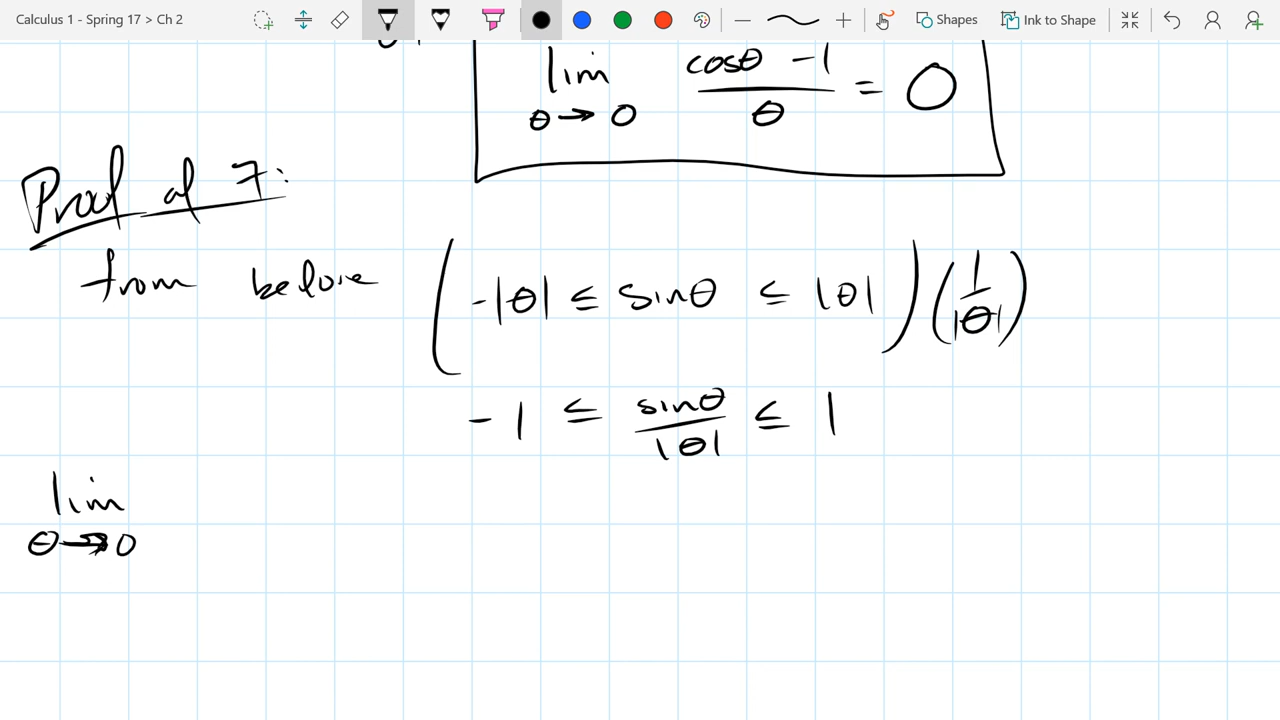 Calculus 1 - Spring 17 > Ch 2
Shapes
Ink to Shape
lim θ→0 (cosθ -1)/θ = 0
Proof of 7:
from before ( -|θ| ≤ sinθ ≤ |θ| ) (1/|θ|)
-1 ≤ sinθ/|θ| ≤ 1
lim
θ→0